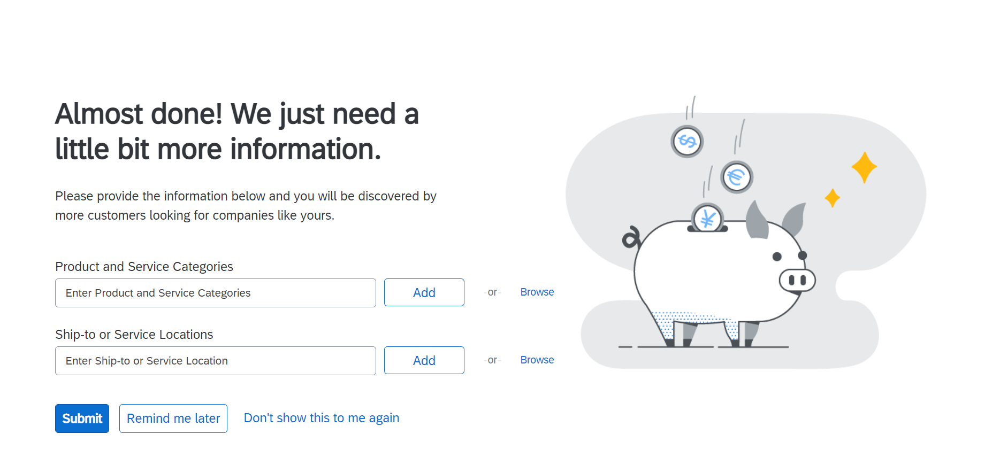 Almost done! We just need a
little bit more information.
Please provide the information below and you will be discovered by
more customers looking for companies like yours.
Product and Service Categories
Enter Product and Service Categories
Add
-or-
Browse
Ship-to or Service Locations
Enter Ship-to or Service Location
Add
-or-
Browse
Submit
Remind me later
Don't show this to me again
$
€
¥